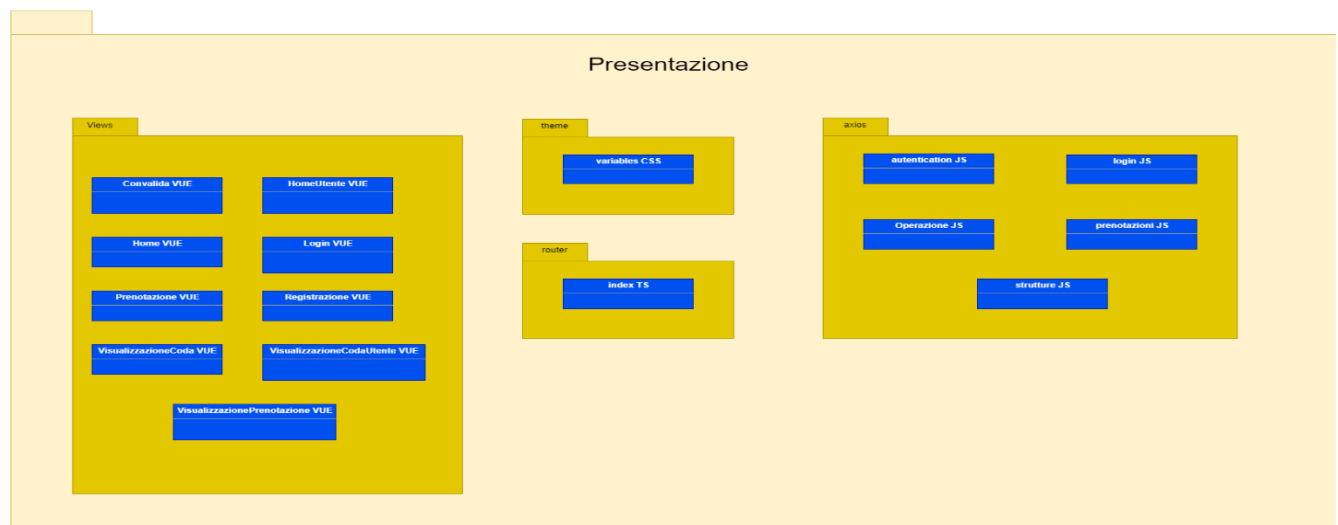 Presentazione
Views
Convalida VUE
HomeUtente VUE
Home VUE
Login VUE
Prenotazione VUE
Registrazione VUE
VisualizzazioneCoda VUE
VisualizzazioneCodaUtente VUE
VisualizzazionePrenotazione VUE
theme
variables CSS
router
index TS
axios
autentication JS
login JS
Operazione JS
prenotazioni JS
strutture JS